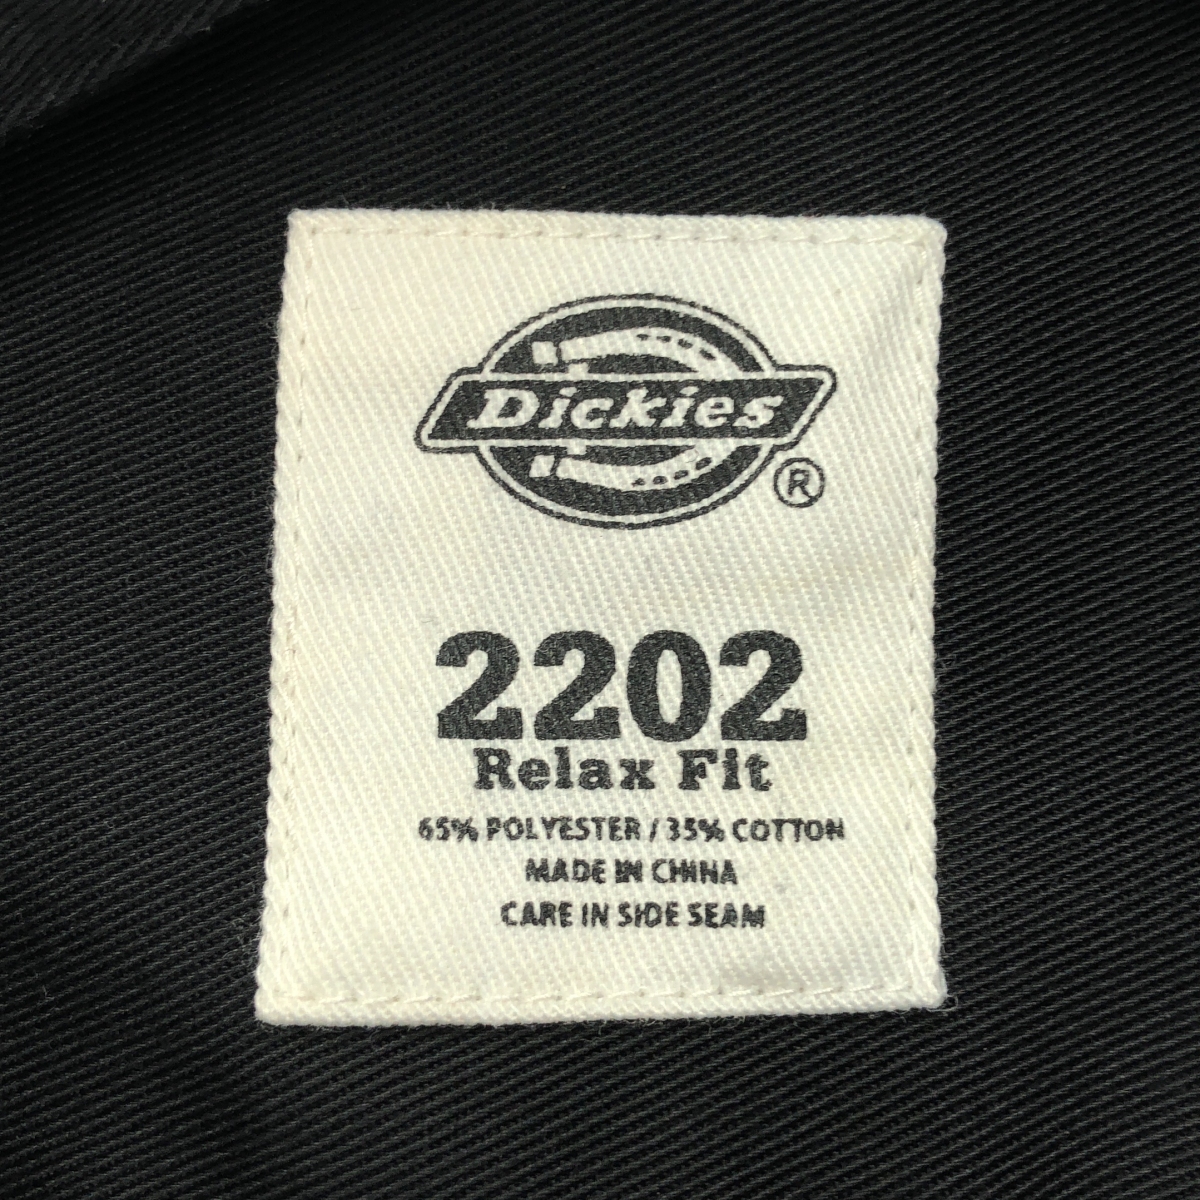 Dickies
®
2202
Relax Fit
65% POLYESTER / 35% COTTON
MADE IN CHINA
CARE IN SIDE SEAM